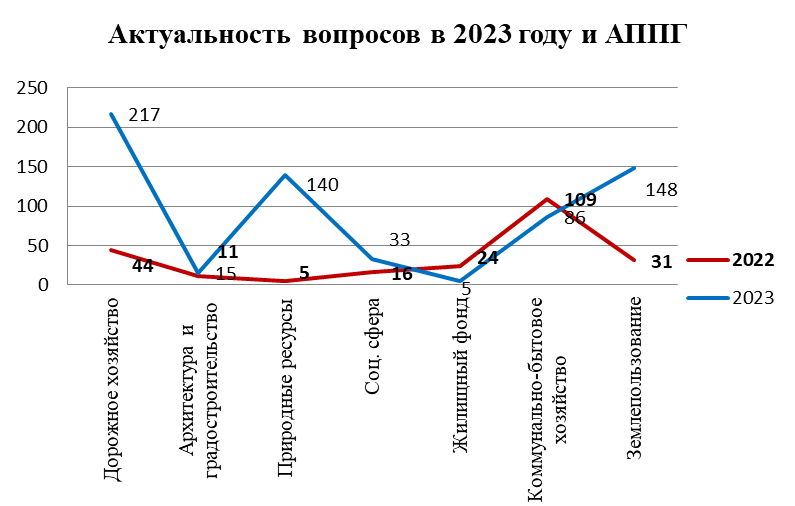 Актуальность вопросов в 2023 году и АППГ
250
200
150
100
50
0
217
44
11
15
140
5
33
16
24
5
109
86
148
31
2022
2023
Дорожное хозяйство
Архитектура и
градостроительство
Природные ресурсы
Соц. сфера
Жилищный фонд
Коммунально-бытовое
хозяйство
Землепользование